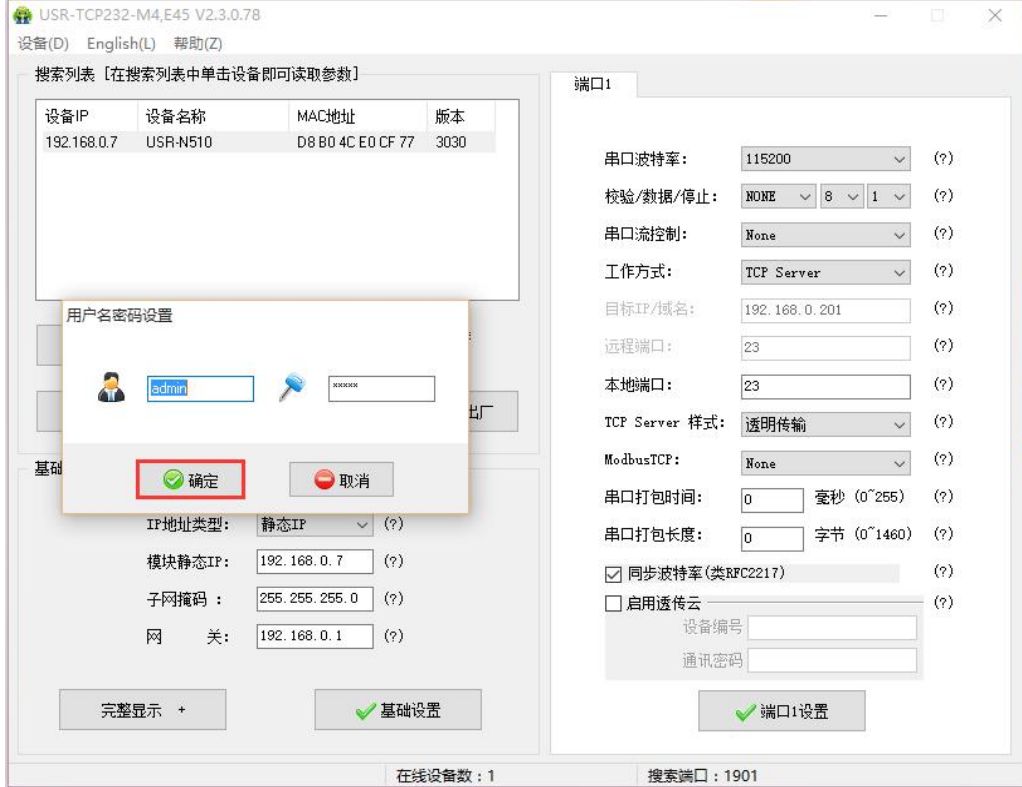 USR-TCP232-M4,E45 V2.3.0.78
设备(D) English(L) 帮助(Z)
搜索列表 [在搜索列表中单击设备即可读取参数]
设备IP 设备名称 MAC地址 版本
192.168.0.7 USR-N510 D8 B0 4C E0 CF 77 3030
用户名密码设置
admin *****
确定 取消
出厂
基础
IP地址类型: 静态IP (?)
模块静态IP: 192.168.0.7 (?)
子网掩码 : 255.255.255.0 (?)
网 关: 192.168.0.1 (?)
完整显示 + 基础设置
端口1
串口波特率: 115200 (?)
校验/数据/停止: NONE 8 1 (?)
串口流控制: None (?)
工作方式: TCP Server (?)
目标IP/域名: 192.168.0.201 (?)
远程端口: 23 (?)
本地端口: 23 (?)
TCP Server 样式: 透明传输 (?)
ModbusTCP: None (?)
串口打包时间: 0 毫秒 (0~255) (?)
串口打包长度: 0 字节 (0~1460) (?)
同步波特率(类RFC2217) (?)
启用透传云 (?)
设备编号
通讯密码
端口1设置
在线设备数:1 搜索端口:1901